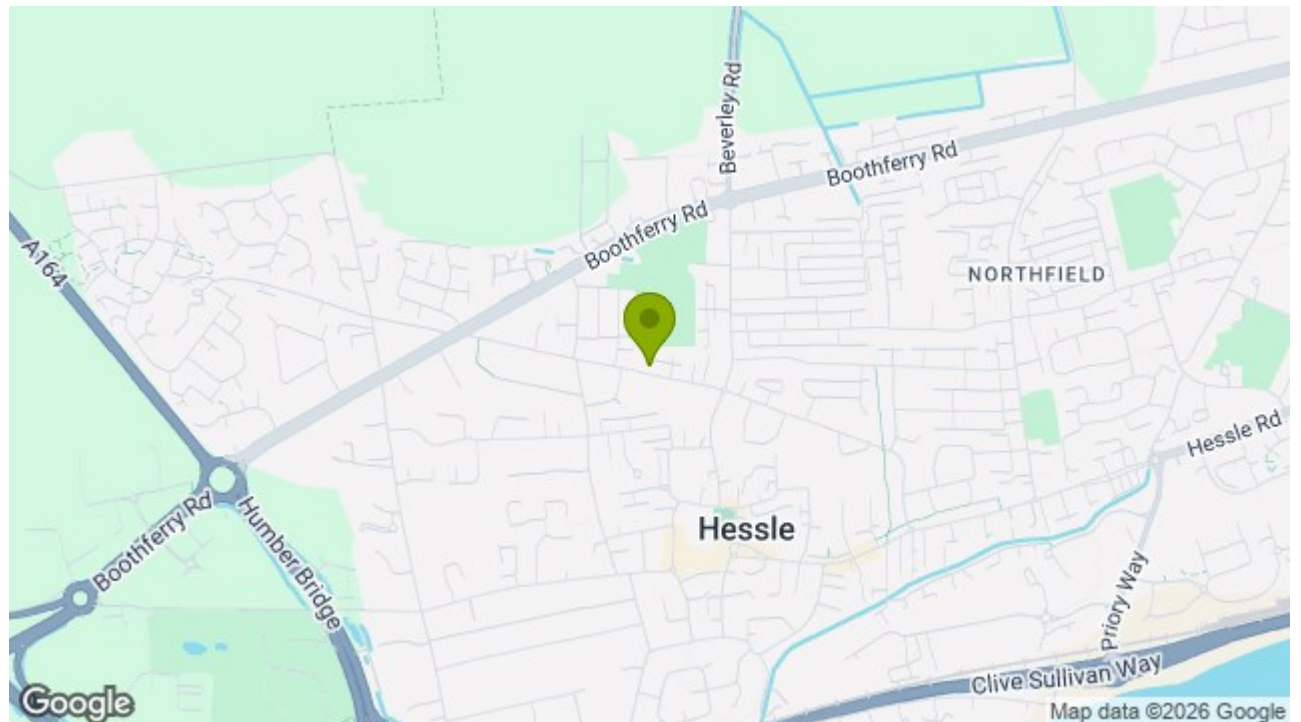 Beverley Rd
Boothferry Rd
Boothferry Rd
A164
NORTHFIELD
Hessle Rd
Boothferry Rd
Humber Bridge
Hessle
Priory Way
Clive Sullivan Way
Google
Map data ©2026 Google